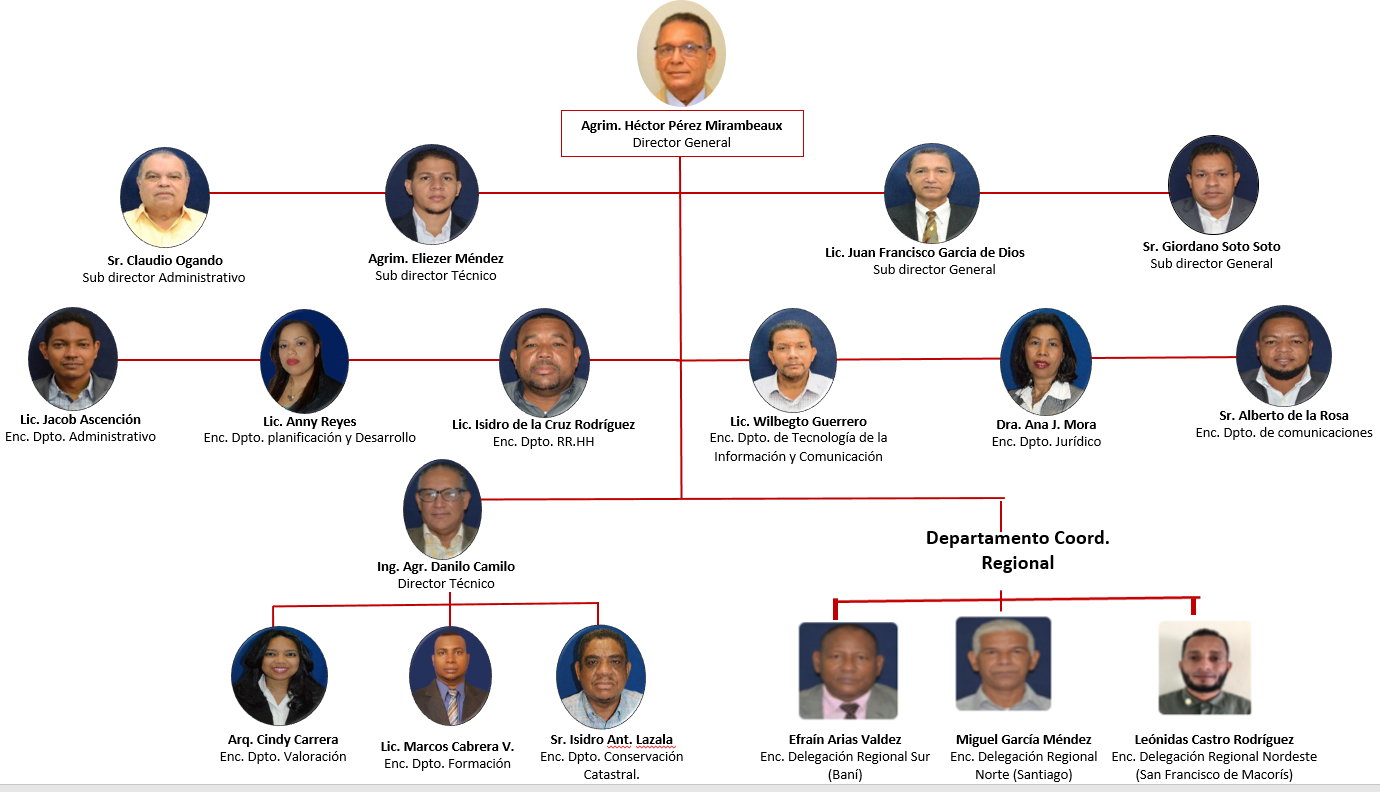 Agrim. Héctor Pérez Mirambeaux
Director General
Sr. Claudio Ogando
Sub director Administrativo
Agrim. Eliezer Méndez
Sub director Técnico
Lic. Juan Francisco Garcia de Dios
Sub director General
Sr. Giordano Soto Soto
Sub director General
Lic. Jacob Ascención
Enc. Dpto. Administrativo
Lic. Anny Reyes
Enc. Dpto. planificación y Desarrollo
Lic. Isidro de la Cruz Rodríguez
Enc. Dpto. RR.HH
Lic. Wilbegto Guerrero
Enc. Dpto. de Tecnología de la
Información y Comunicación
Dra. Ana J. Mora
Enc. Dpto. Jurídico
Sr. Alberto de la Rosa
Enc. Dpto. de comunicaciones
Ing. Agr. Danilo Camilo
Director Técnico
Departamento Coord.
Regional
Arq. Cindy Carrera
Enc. Dpto. Valoración
Lic. Marcos Cabrera V.
Enc. Dpto. Formación
Sr. Isidro Ant. Lazala
Enc. Dpto. Conservación
Catastral.
Efraín Arias Valdez
Enc. Delegación Regional Sur
(Baní)
Miguel García Méndez
Enc. Delegación Regional
Norte (Santiago)
Leónidas Castro Rodríguez
Enc. Delegación Regional Nordeste
(San Francisco de Macorís)